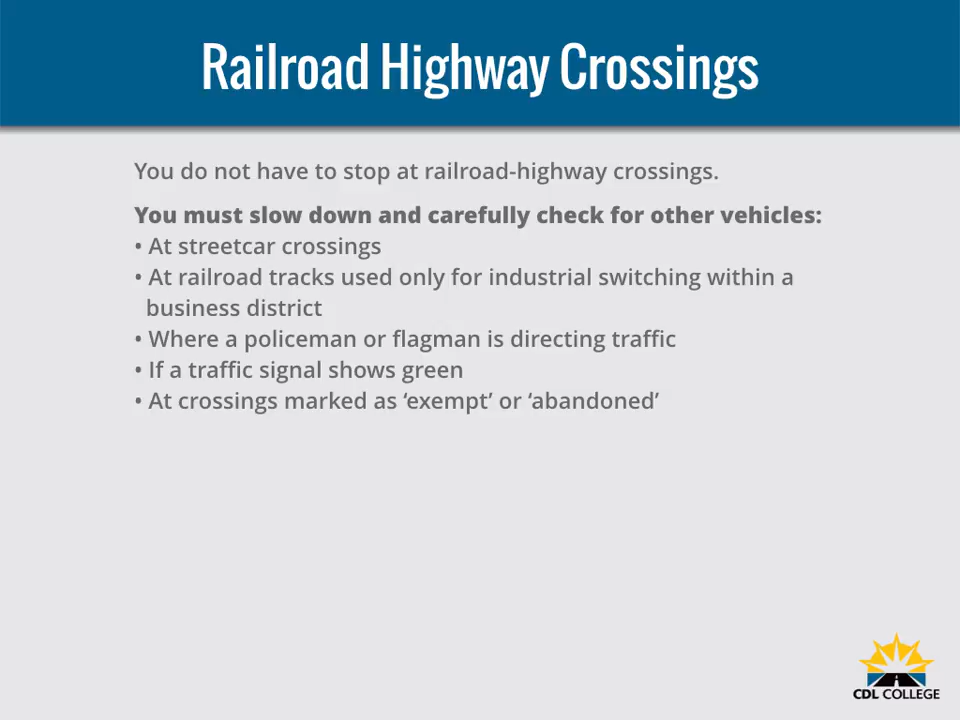 Railroad Highway Crossings
You do not have to stop at railroad-highway crossings.
You must slow down and carefully check for other vehicles:
• At streetcar crossings
• At railroad tracks used only for industrial switching within a
business district
• Where a policeman or flagman is directing traffic
• If a traffic signal shows green
• At crossings marked as ‘exempt’ or ‘abandoned’
CDL COLLEGE